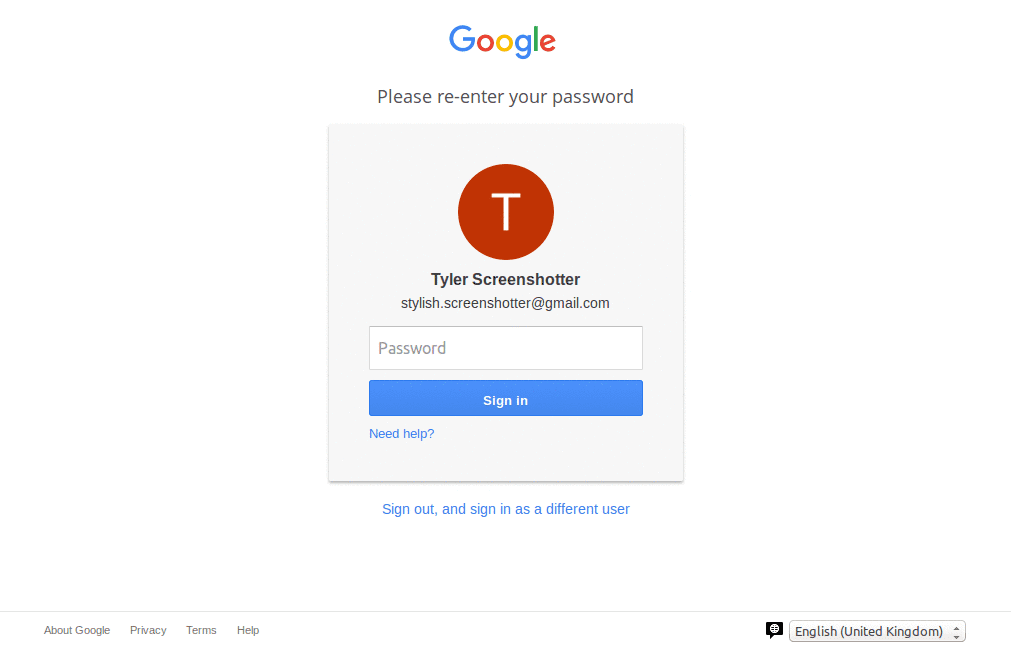 Google
Please re-enter your password
T
Tyler Screenshotter
stylish.screenshotter@gmail.com
Password
Sign in
Need help?
Sign out, and sign in as a different user
About Google Privacy Terms Help English (United Kingdom)